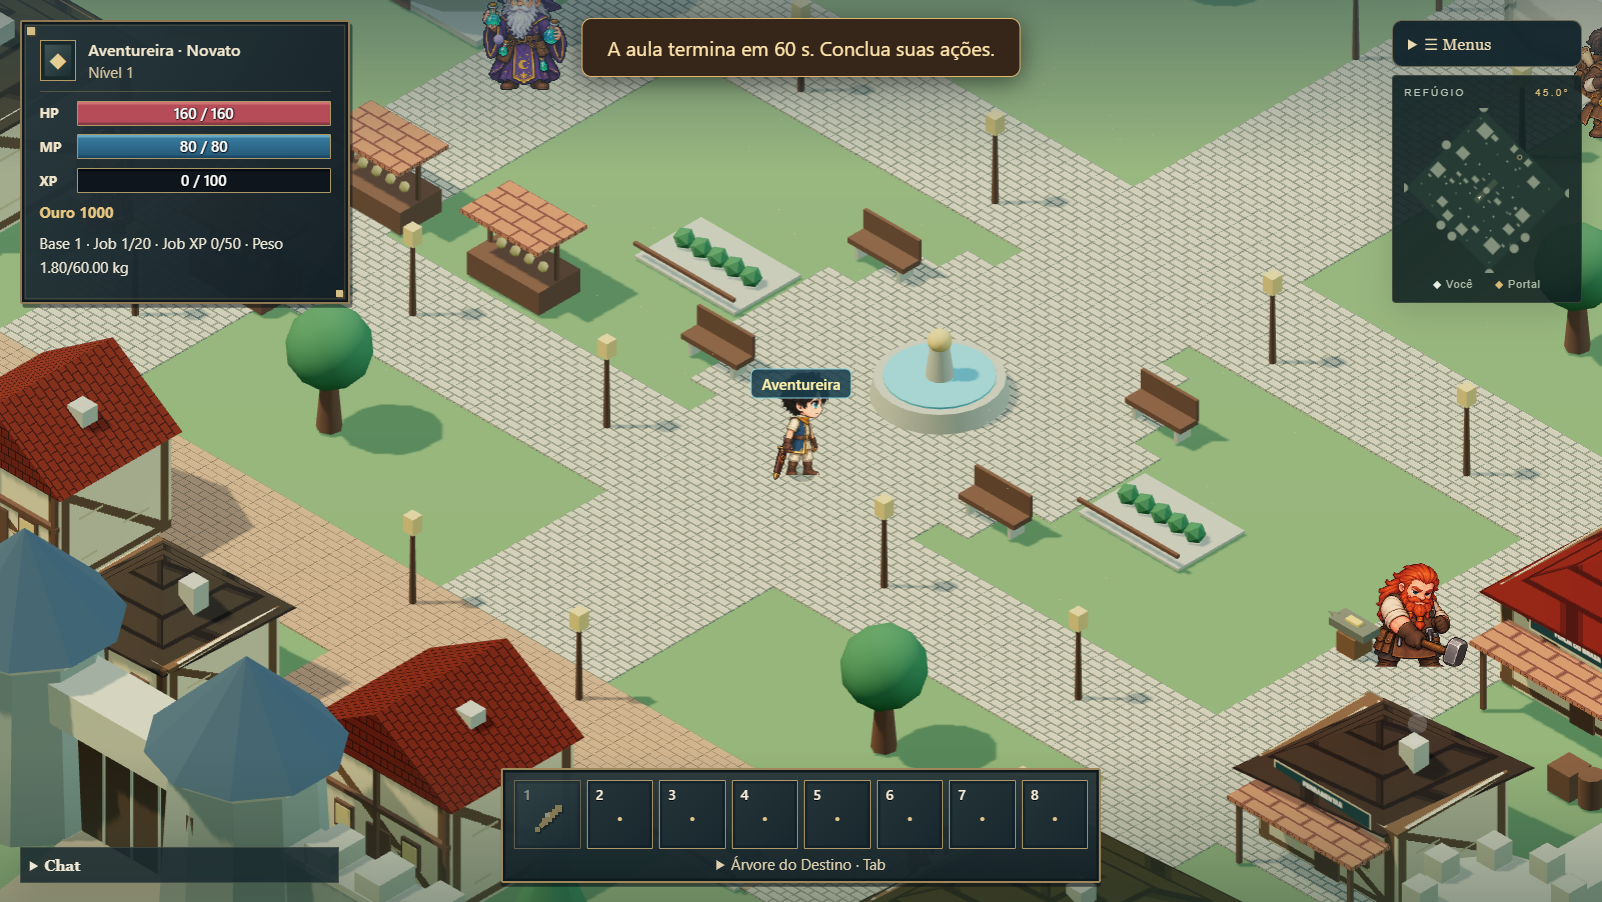 Aventureira · Novato
Nível 1
HP 160 / 160
MP 80 / 80
XP 0 / 100
Ouro 1000
Base 1 · Job 1/20 · Job XP 0/50 · Peso
1.80/60.00 kg
A aula termina em 60 s. Conclua suas ações.
▶ ☰ Menus
REFÚGIO 45.0°
◆ Você ◆ Portal
Aventureira
1 2 3 4 5 6 7 8
▶ Árvore do Destino · Tab
▶ Chat